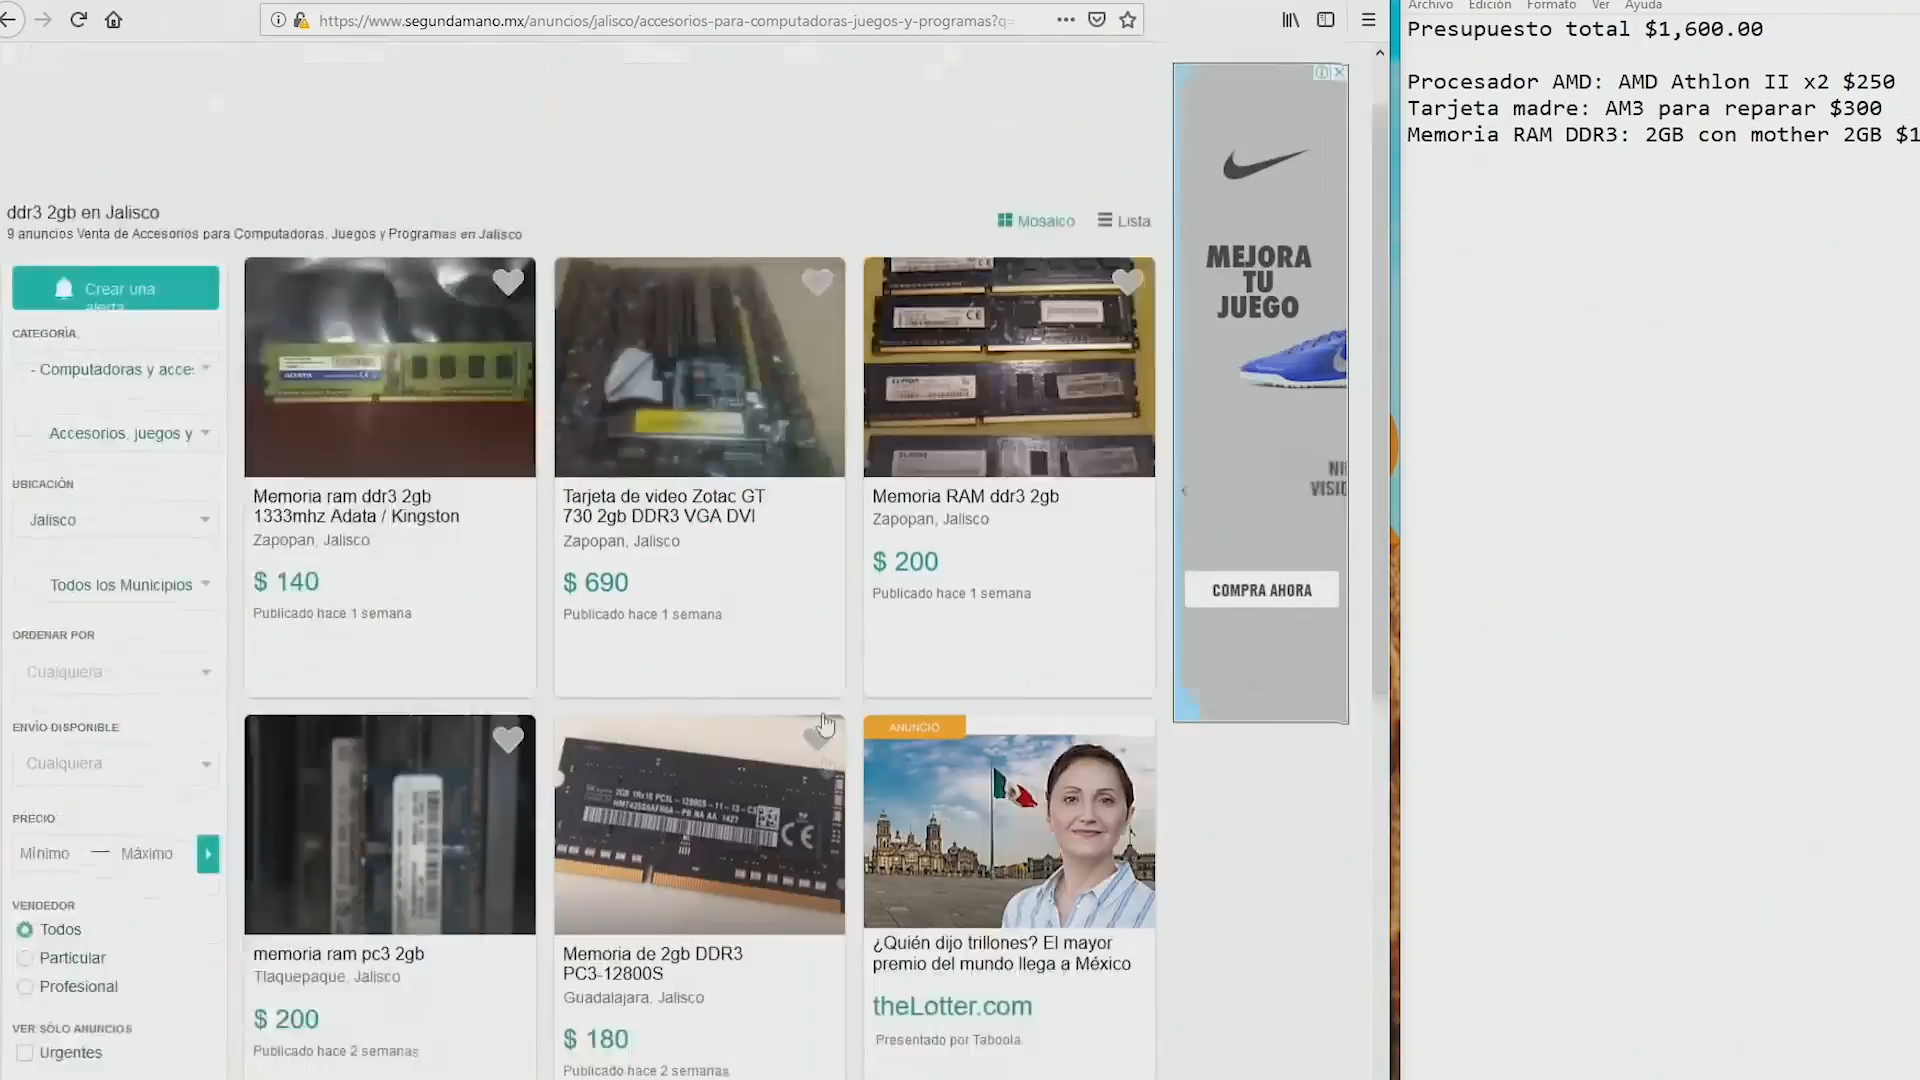 https://www.segundamano.mx/anuncios/jalisco/accesorios-para-computadoras-juegos-y-programas?q=
ddr3 2gb en Jalisco
9 anuncios Venta de Accesorios para Computadoras, Juegos y Programas en Jalisco
Mosaico
Lista
Crear una
alerta
CATEGORÍA
- Computadoras y acce:
Accesorios, juegos y
UBICACIÓN
Jalisco
Todos los Municipios
ORDENAR POR
Cualquiera
ENVÍO DISPONIBLE
Cualquiera
PRECIO
Mínimo — Máximo
VENDEDOR
Todos
Particular
Profesional
VER SÓLO ANUNCIOS
Urgentes
ADATA
Memoria ram ddr3 2gb
1333mhz Adata / Kingston
Zapopan, Jalisco
$ 140
Publicado hace 1 semana
Tarjeta de video Zotac GT
730 2gb DDR3 VGA DVI
Zapopan, Jalisco
$ 690
Publicado hace 1 semana
Memoria RAM ddr3 2gb
Zapopan, Jalisco
$ 200
Publicado hace 1 semana
memoria ram pc3 2gb
Tlaquepaque, Jalisco
$ 200
Publicado hace 2 semanas
Memoria de 2gb DDR3
PC3-12800S
Guadalajara, Jalisco
$ 180
Publicado hace 2 semanas
ANUNCIO
¿Quién dijo trillones? El mayor
premio del mundo llega a México
theLotter.com
Presentado por Taboola
MEJORA
TU
JUEGO
COMPRA AHORA
Archivo Edición Formato Ver Ayuda
Presupuesto total $1,600.00
Procesador AMD: AMD Athlon II x2 $250
Tarjeta madre: AM3 para reparar $300
Memoria RAM DDR3: 2GB con mother 2GB $1